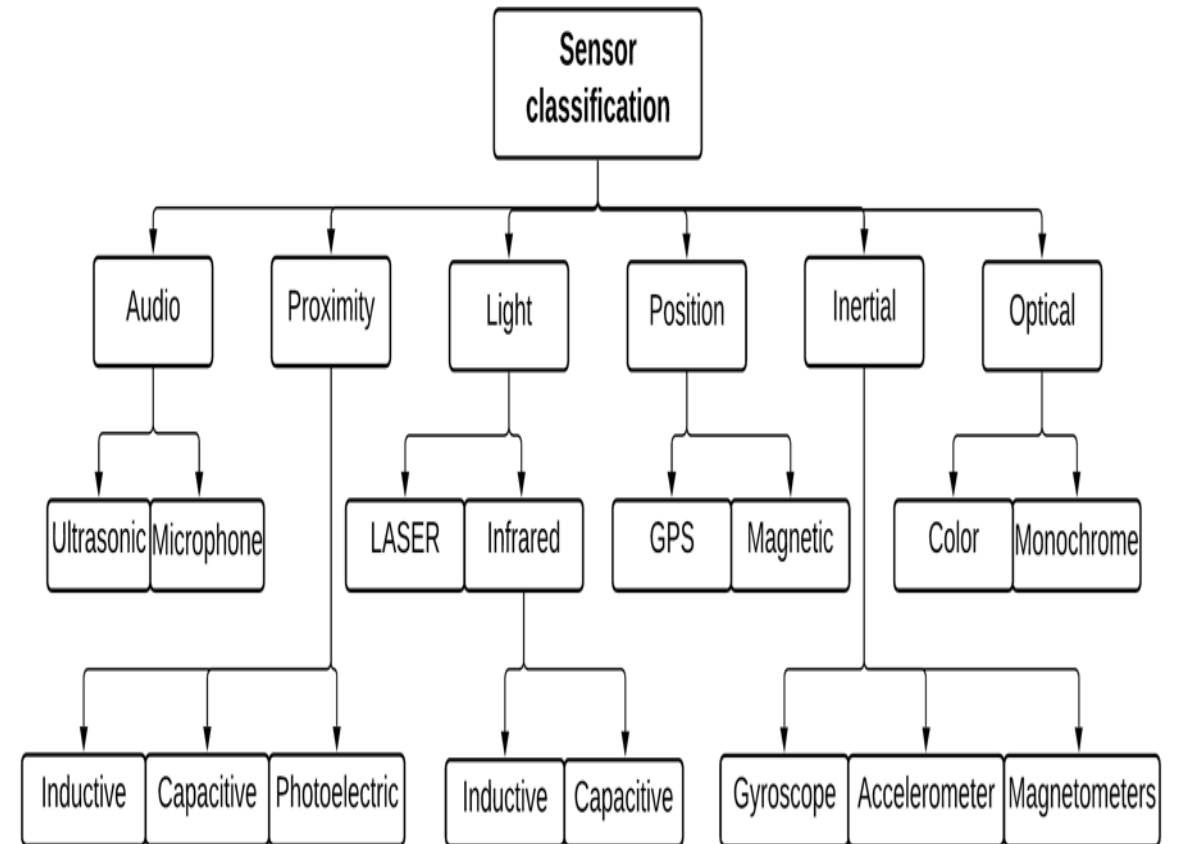 Sensor
classification
Audio
Proximity
Light
Position
Inertial
Optical
Ultrasonic
Microphone
LASER
Infrared
GPS
Magnetic
Color
Monochrome
Inductive
Capacitive
Photoelectric
Inductive
Capacitive
Gyroscope
Accelerometer
Magnetometers